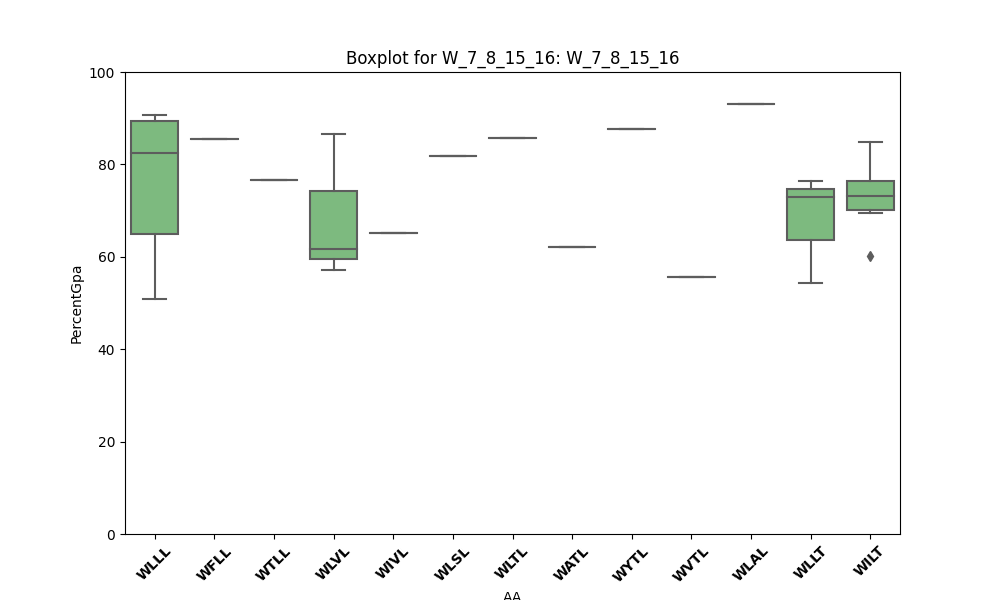 Boxplot for W_7_8_15_16: W_7_8_15_16
100
80
60
40
20
0
PercentGpa
WLLL WFLL WTLL WLVL WIVL WLSL WLTL WATL WYTL WVTL WLAL WLLT WILT
AA